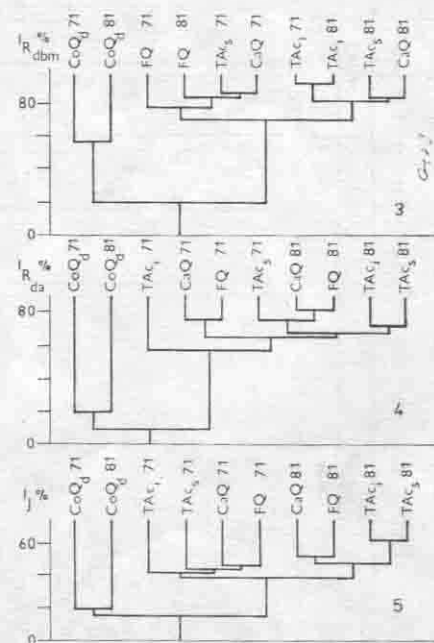 I R dbm %
CoQd 71
CoQd 81
FQ 71
FQ 81
TAcs 71
CaQ 71
TAci 71
TAci 81
TAcs 81
CaQ 81
80
0
3
I R da %
CoQd 71
CoQd 81
TAci 71
CaQ 71
FQ 71
TAcs 71
CaQ 81
FQ 81
TAci 81
TAcs 81
80
0
4
I J %
CoQd 71
CoQd 81
TAci 71
TAcs 71
CaQ 71
FQ 71
CaQ 81
FQ 81
TAci 81
TAcs 81
60
0
5